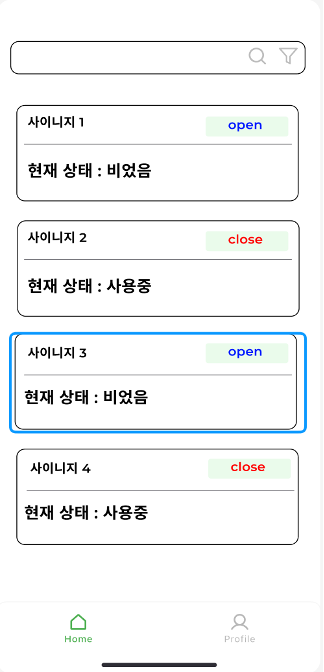 사이니지 1 open
현재 상태 : 비었음
사이니지 2 close
현재 상태 : 사용중
사이니지 3 open
현재 상태 : 비었음
사이니지 4 close
현재 상태 : 사용중
Home Profile